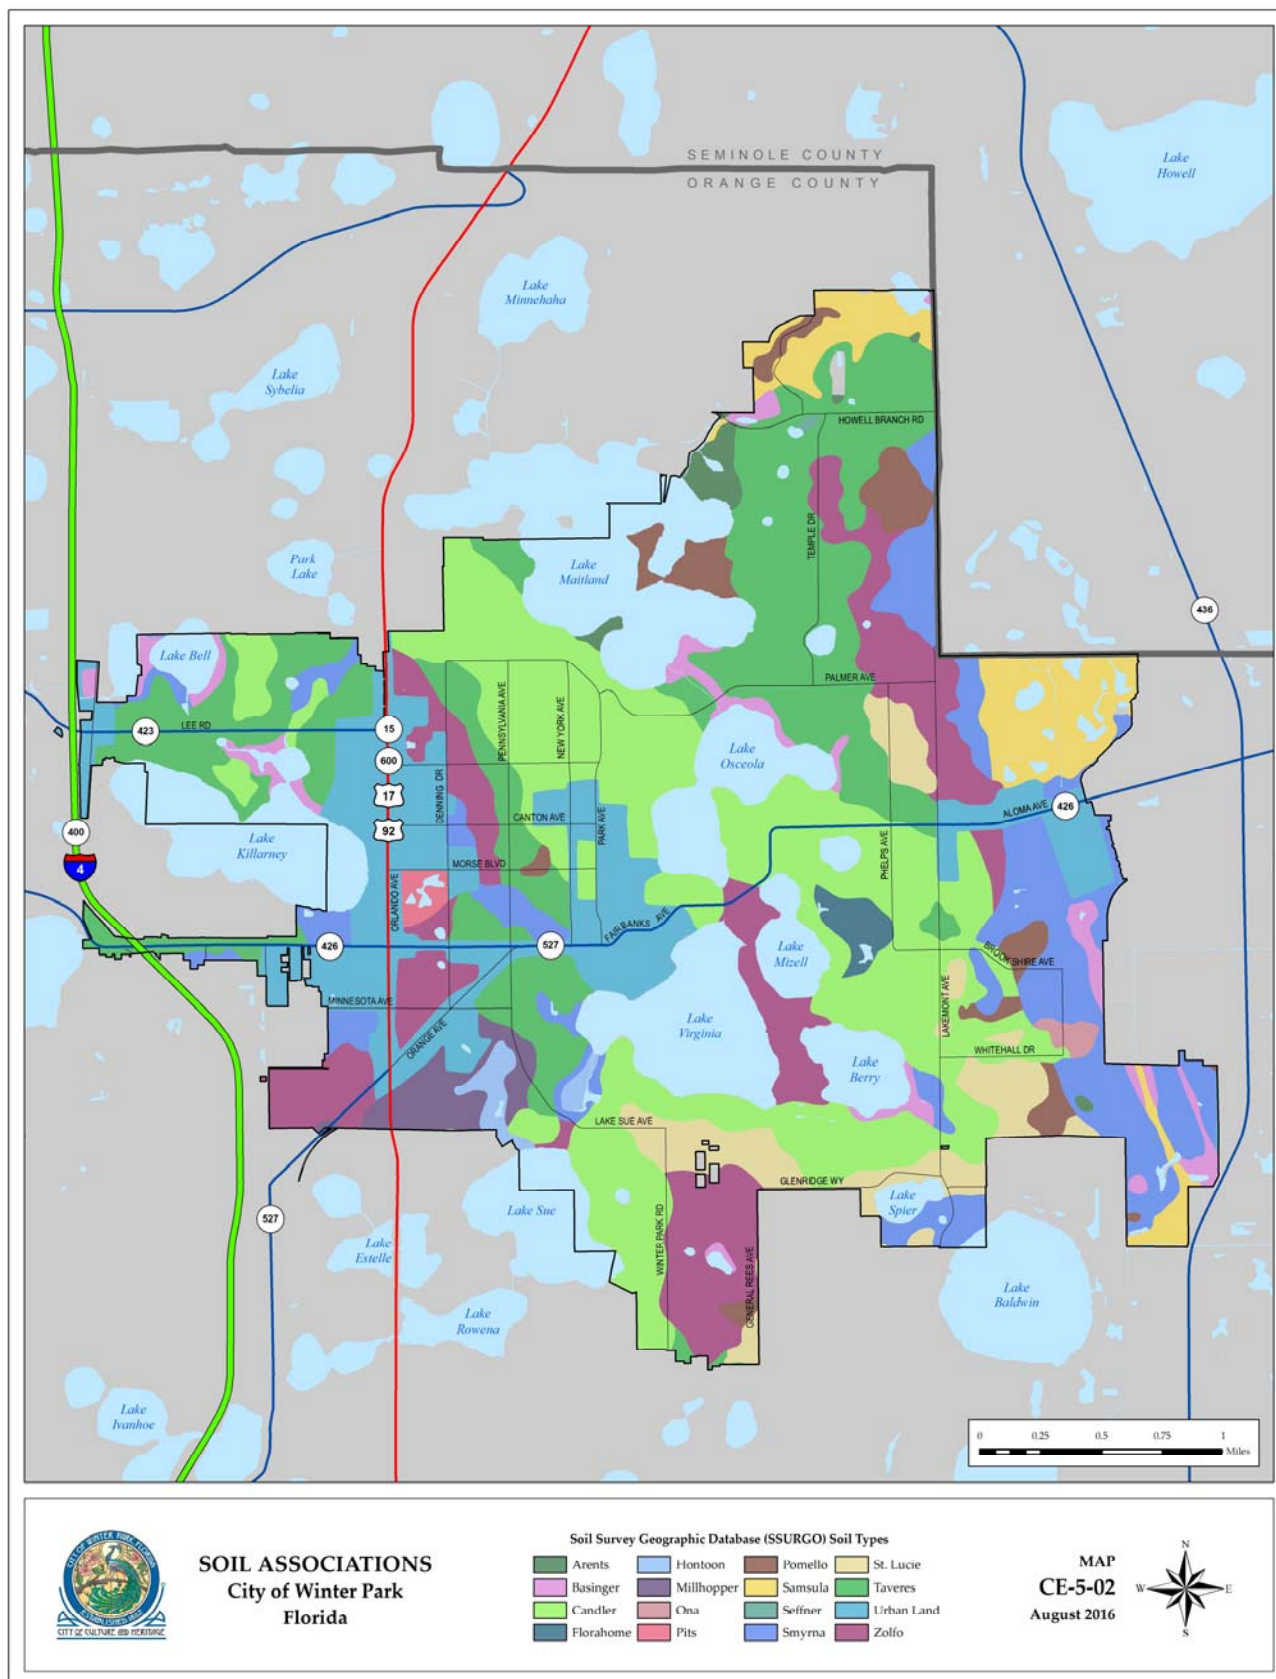 SEMINOLE COUNTY
ORANGE COUNTY
Lake
Howell
Lake
Minnehaha
Lake
Sybelia
HOWELL BRANCH RD
Park
Lake
Lake
Maitland
TEMPLE DR
436
Lake Bell
PALMER AVE
PENNSYLVANIA AVE
NEW YORK AVE
423
LEE RD
15
600
17
92
Lake
Osceola
DENNING DR
CANTON AVE
PARK AVE
ALOMA AVE
426
400
4
Lake
Killarney
MORSE BLVD
PHELPS AVE
ORLANDO AVE
FAIRBANKS AVE
426
527
Lake
Mizell
BROOKSHIRE AVE
MINNESOTA AVE
ORANGE AVE
Lake
Virginia
LAKEMONT AVE
WHITEHALL DR
Lake
Berry
LAKE SUE AVE
GLENRIDGE WY
Lake
Spier
527
Lake Sue
Lake
Estelle
WINTER PARK RD
GENERAL REES AVE
Lake
Baldwin
Lake
Rowena
Lake
Ivanhoe
0 0.25 0.5 0.75 1
Miles
CITY OF WINTER PARK, FLORIDA
ESTABLISHED 1882
CITY OF CULTURE AND HERITAGE
SOIL ASSOCIATIONS
City of Winter Park
Florida
Soil Survey Geographic Database (SSURGO) Soil Types
Arents Hontoon Pomello St. Lucie
Basinger Millhopper Samsula Taveres
Candler Ona Seffner Urban Land
Florahome Pits Smyrna Zolfo
MAP
CE-5-02
August 2016
N
W E
S